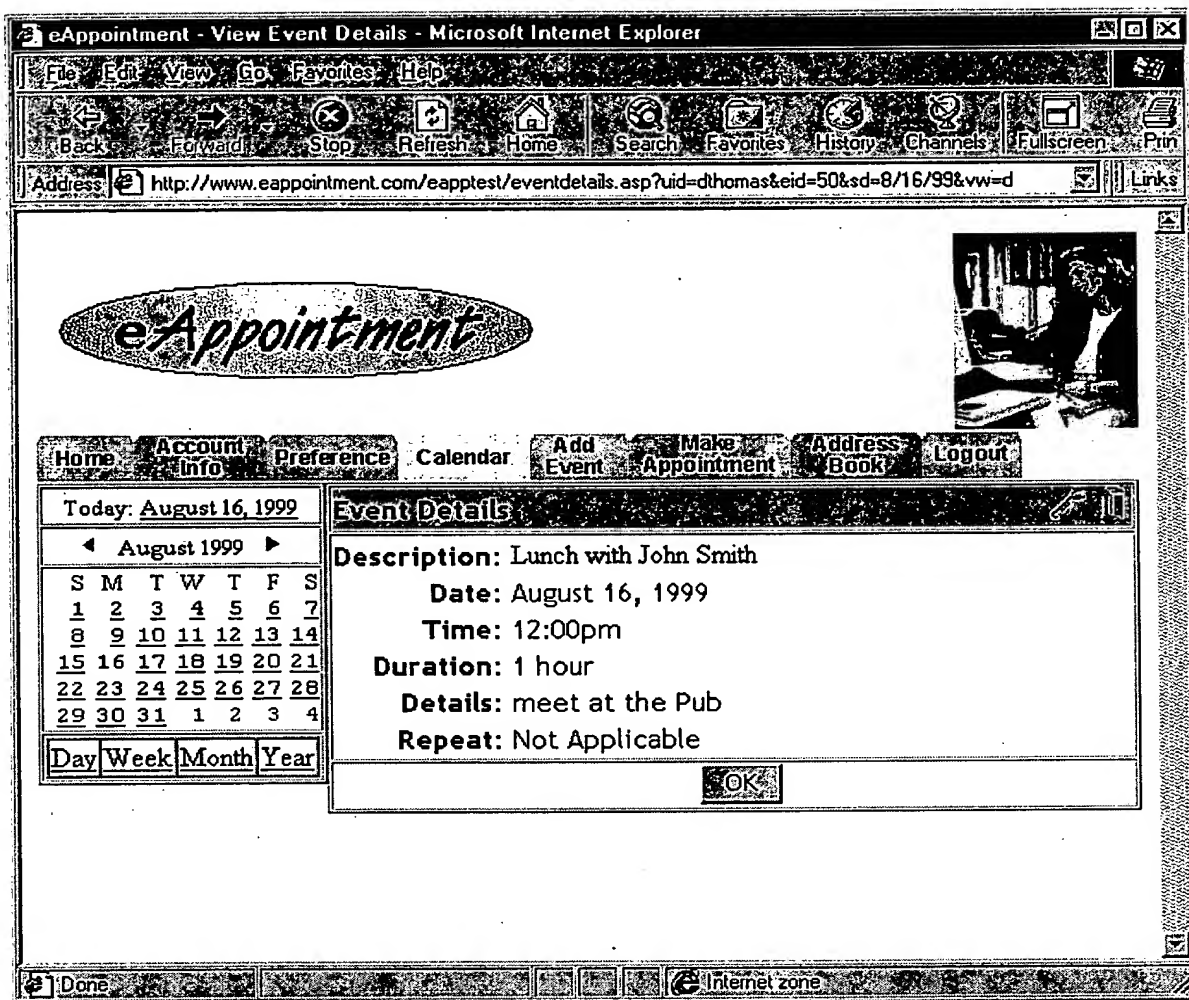 eAppointment - View Event Details - Microsoft Internet Explorer
File Edit View Go Favorites Help
Back Forward Stop Refresh Home Search Favorites History Channels Fullscreen Prin
Address http://www.eappointment.com/eapptest/eventdetails.asp?uid=dthomas&eid=50&sd=8/16/99&vw=d Links
eAppointment
Home Account Info Preference Calendar Add Event Make Appointment Address Book Logout
Today: August 16, 1999
August 1999
S M T W T F S
1 2 3 4 5 6 7
8 9 10 11 12 13 14
15 16 17 18 19 20 21
22 23 24 25 26 27 28
29 30 31 1 2 3 4
Day Week Month Year
Event Details
Description: Lunch with John Smith
Date: August 16, 1999
Time: 12:00pm
Duration: 1 hour
Details: meet at the Pub
Repeat: Not Applicable
OK
Done Internet zone